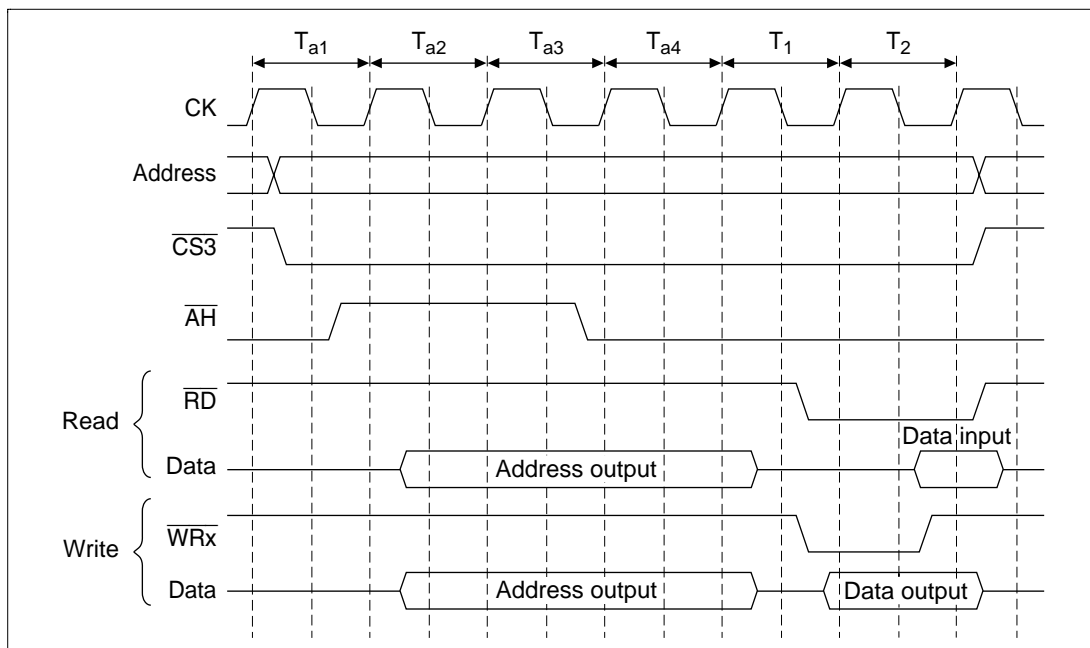 Ta1 Ta2 Ta3 Ta4 T1 T2
CK
Address
CS3
AH
Read
RD
Data input
Data
Address output
Write
WRx
Data
Address output
Data output